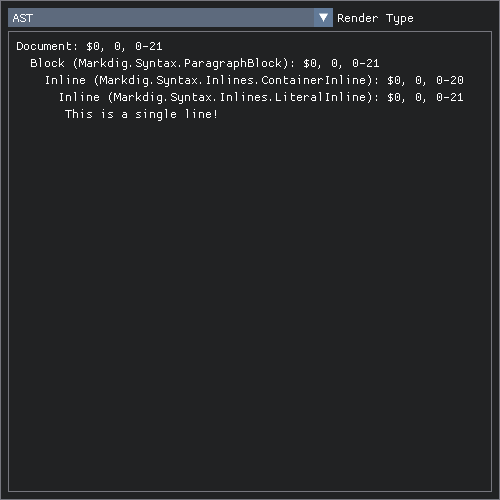 AST ▼ Render Type
Document: $0, 0, 0-21
Block (Markdig.Syntax.ParagraphBlock): $0, 0, 0-21
Inline (Markdig.Syntax.Inlines.ContainerInline): $0, 0, 0-20
Inline (Markdig.Syntax.Inlines.LiteralInline): $0, 0, 0-21
This is a single line!